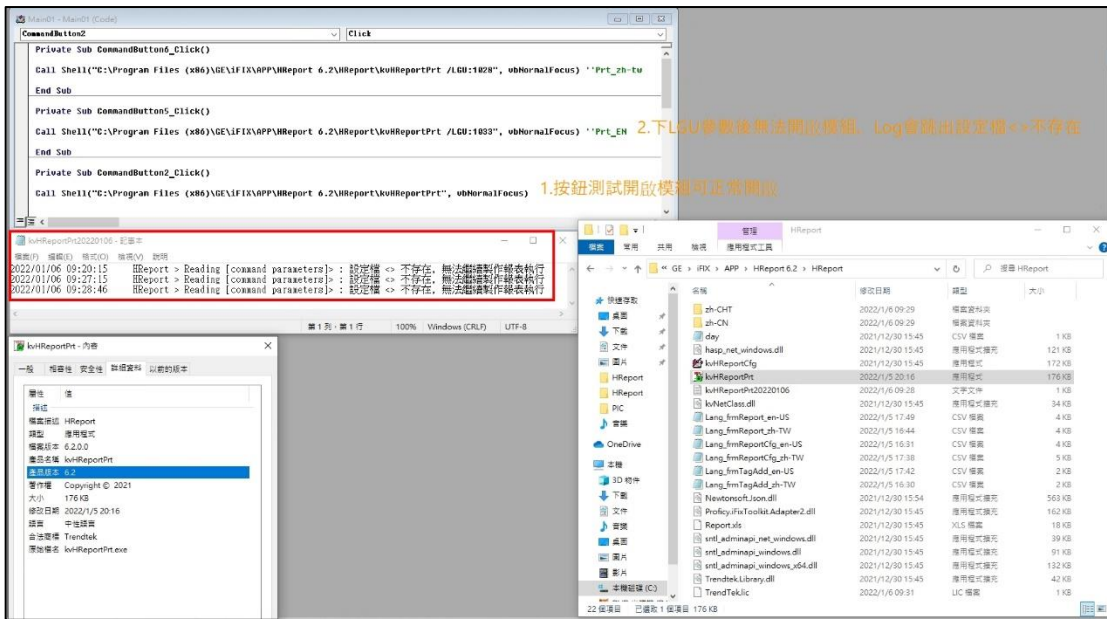 Main01 - Main01 (Code)
CommandButton2
Click
Private Sub CommandButton6_Click()
Call Shell("C:\Program Files (x86)\GE\iFIX\APP\HReport 6.2\HReport\kvHReportPrt /LGU:1028", vbNormalFocus) ''Prt_zh-tw
End Sub
Private Sub CommandButton5_Click()
Call Shell("C:\Program Files (x86)\GE\iFIX\APP\HReport 6.2\HReport\kvHReportPrt /LGU:1033", vbNormalFocus) ''Prt_EN
End Sub
Private Sub CommandButton2_Click()
Call Shell("C:\Program Files (x86)\GE\iFIX\APP\HReport 6.2\HReport\kvHReportPrt", vbNormalFocus)
2.下LGU參數後無法開啟模組，Log會跳出設定檔<>不存在
1.按鈕測試開啟模組可正常開啟
kvHReportPrt20220106 - 記事本
檔案(F) 編輯(E) 格式(O) 檢視(V) 說明
2022/01/06 09:20:15 HReport > Reading [command parameters]> : 設定檔 <> 不存在, 無法繼續製作報表執行
2022/01/06 09:27:15 HReport > Reading [command parameters]> : 設定檔 <> 不存在, 無法繼續製作報表執行
2022/01/06 09:28:46 HReport > Reading [command parameters]> : 設定檔 <> 不存在, 無法繼續製作報表執行
第 1 列，第 1 行 100% Windows (CRLF) UTF-8
kvHReportPrt - 內容
一般 相容性 安全性 詳細資料 以前的版本
屬性 值
描述
檔案描述 HReport
類型 應用程式
檔案版本 6.2.0.0
產品名稱 kvHReportPrt
產品版本 6.2
著作權 Copyright © 2021
大小 176 KB
修改日期 2022/1/5 20:16
語言 中性語言
合法商標 Trendtek
原始檔名 kvHReportPrt.exe
管理 HReport
檔案 常用 共用 檢視 應用程式工具
« GE › iFIX › APP › HReport 6.2 › HReport
搜尋 HReport
快速存取
桌面
下載
文件
圖片
HReport
HReport
PIC
音樂
OneDrive
本機
3D 物件
下載
文件
音樂
桌面
圖片
影片
本機磁碟 (C:)
名稱 修改日期 類型 大小
zh-CHT 2022/1/6 09:29 檔案資料夾
zh-CN 2022/1/6 09:29 檔案資料夾
day 2021/12/30 15:45 CSV 檔案 1 KB
hasp_net_windows.dll 2021/12/30 15:45 應用程式擴充 121 KB
kvHReportCfg 2021/12/30 15:45 應用程式 172 KB
kvHReportPrt 2022/1/5 20:16 應用程式 176 KB
kvHReportPrt20220106 2022/1/6 09:28 文字文件 1 KB
kvNetClass.dll 2021/12/30 15:45 應用程式擴充 34 KB
Lang_frmReport_en-US 2022/1/5 17:49 CSV 檔案 4 KB
Lang_frmReport_zh-TW 2022/1/5 16:44 CSV 檔案 4 KB
Lang_frmReportCfg_en-US 2022/1/5 16:31 CSV 檔案 4 KB
Lang_frmReportCfg_zh-TW 2022/1/5 17:38 CSV 檔案 5 KB
Lang_frmTagAdd_en-US 2022/1/5 17:42 CSV 檔案 2 KB
Lang_frmTagAdd_zh-TW 2022/1/5 16:30 CSV 檔案 2 KB
Newtonsoft.Json.dll 2021/12/30 15:54 應用程式擴充 563 KB
Proficy.iFixToolkit.Adapter2.dll 2021/12/30 15:45 應用程式擴充 162 KB
Report.xls 2021/12/30 15:45 XLS 檔案 18 KB
sntl_adminapi_net_windows.dll 2021/12/30 15:45 應用程式擴充 39 KB
sntl_adminapi_windows.dll 2021/12/30 15:45 應用程式擴充 91 KB
sntl_adminapi_windows_x64.dll 2021/12/30 15:45 應用程式擴充 132 KB
Trendtek.Library.dll 2021/12/30 15:45 應用程式擴充 42 KB
TrendTek.lic 2022/1/6 09:31 LIC 檔案 1 KB
22 個項目 已選取 1 個項目 176 KB